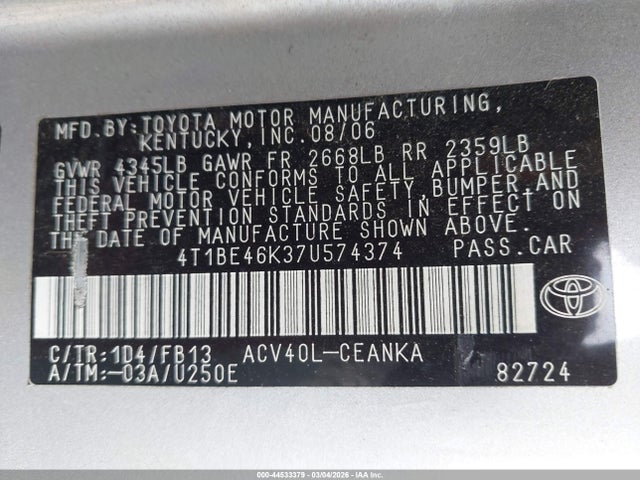 MFD.BY:TOYOTA MOTOR MANUFACTURING,
KENTUCKY,INC.08/06
GVWR 4345LB GAWR FR 2668LB RR 2359LB
THIS VEHICLE CONFORMS TO ALL APPLICABLE
FEDERAL MOTOR VEHICLE SAFETY,BUMPER,AND
THEFT PREVENTION STANDARDS IN EFFECT ON
THE DATE OF MANUFACTURE SHOWN ABOVE.
4T1BE46K37U574374 PASS.CAR
C/TR:1D4/FB13 ACV40L-CEANKA
A/TM:-03A/U250E 82724
000-44533379 - 03/04/2026 - IAA Inc.